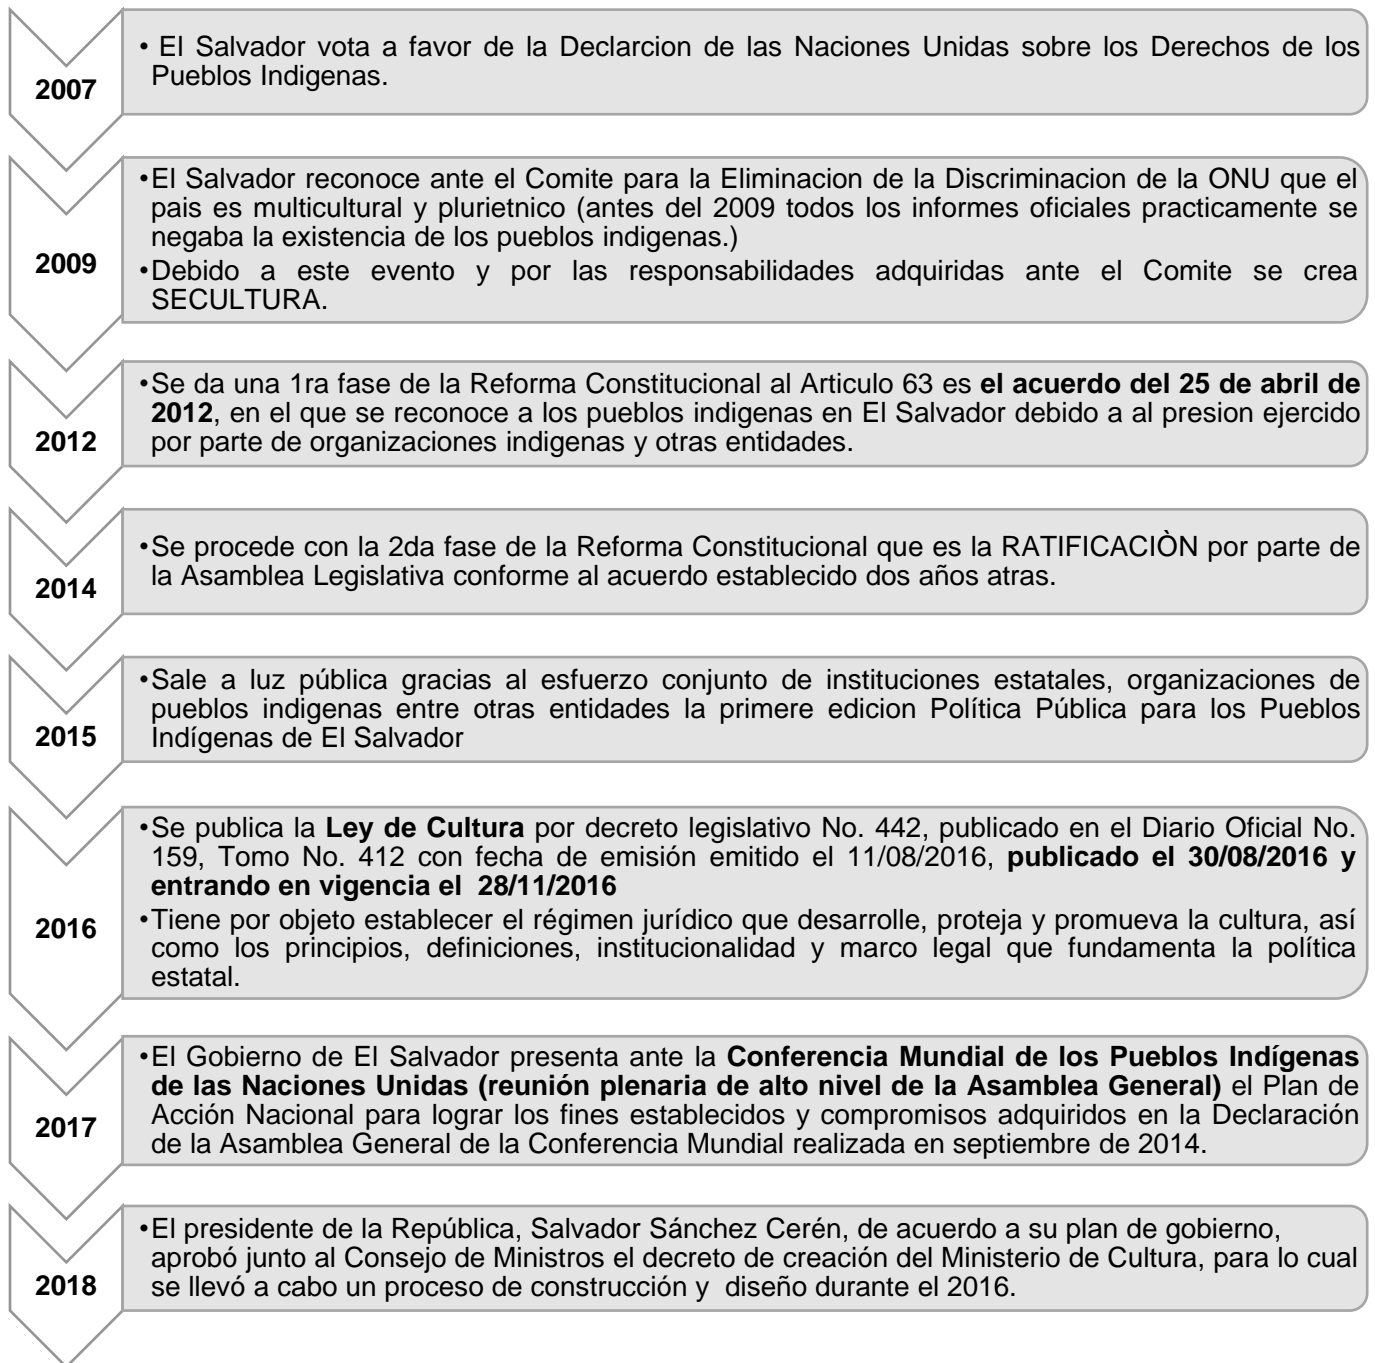 2007
• El Salvador vota a favor de la Declarcion de las Naciones Unidas sobre los Derechos de los
Pueblos Indigenas.
2009
•El Salvador reconoce ante el Comite para la Eliminacion de la Discriminacion de la ONU que el
pais es multicultural y plurietnico (antes del 2009 todos los informes oficiales practicamente se
negaba la existencia de los pueblos indigenas.)
•Debido a este evento y por las responsabilidades adquiridas ante el Comite se crea
SECULTURA.
2012
•Se da una 1ra fase de la Reforma Constitucional al Articulo 63 es el acuerdo del 25 de abril de
2012, en el que se reconoce a los pueblos indigenas en El Salvador debido a al presion ejercido
por parte de organizaciones indigenas y otras entidades.
2014
•Se procede con la 2da fase de la Reforma Constitucional que es la RATIFICACIÒN por parte de
la Asamblea Legislativa conforme al acuerdo establecido dos años atras.
2015
•Sale a luz pública gracias al esfuerzo conjunto de instituciones estatales, organizaciones de
pueblos indigenas entre otras entidades la primere edicion Política Pública para los Pueblos
Indígenas de El Salvador
2016
•Se publica la Ley de Cultura por decreto legislativo No. 442, publicado en el Diario Oficial No.
159, Tomo No. 412 con fecha de emisión emitido el 11/08/2016, publicado el 30/08/2016 y
entrando en vigencia el  28/11/2016
•Tiene por objeto establecer el régimen jurídico que desarrolle, proteja y promueva la cultura, así
como los principios, definiciones, institucionalidad y marco legal que fundamenta la política
estatal.
2017
•El Gobierno de El Salvador presenta ante la Conferencia Mundial de los Pueblos Indígenas
de las Naciones Unidas (reunión plenaria de alto nivel de la Asamblea General) el Plan de
Acción Nacional para lograr los fines establecidos y compromisos adquiridos en la Declaración
de la Asamblea General de la Conferencia Mundial realizada en septiembre de 2014.
2018
•El presidente de la República, Salvador Sánchez Cerén, de acuerdo a su plan de gobierno,
aprobó junto al Consejo de Ministros el decreto de creación del Ministerio de Cultura, para lo cual
se llevó a cabo un proceso de construcción y  diseño durante el 2016.